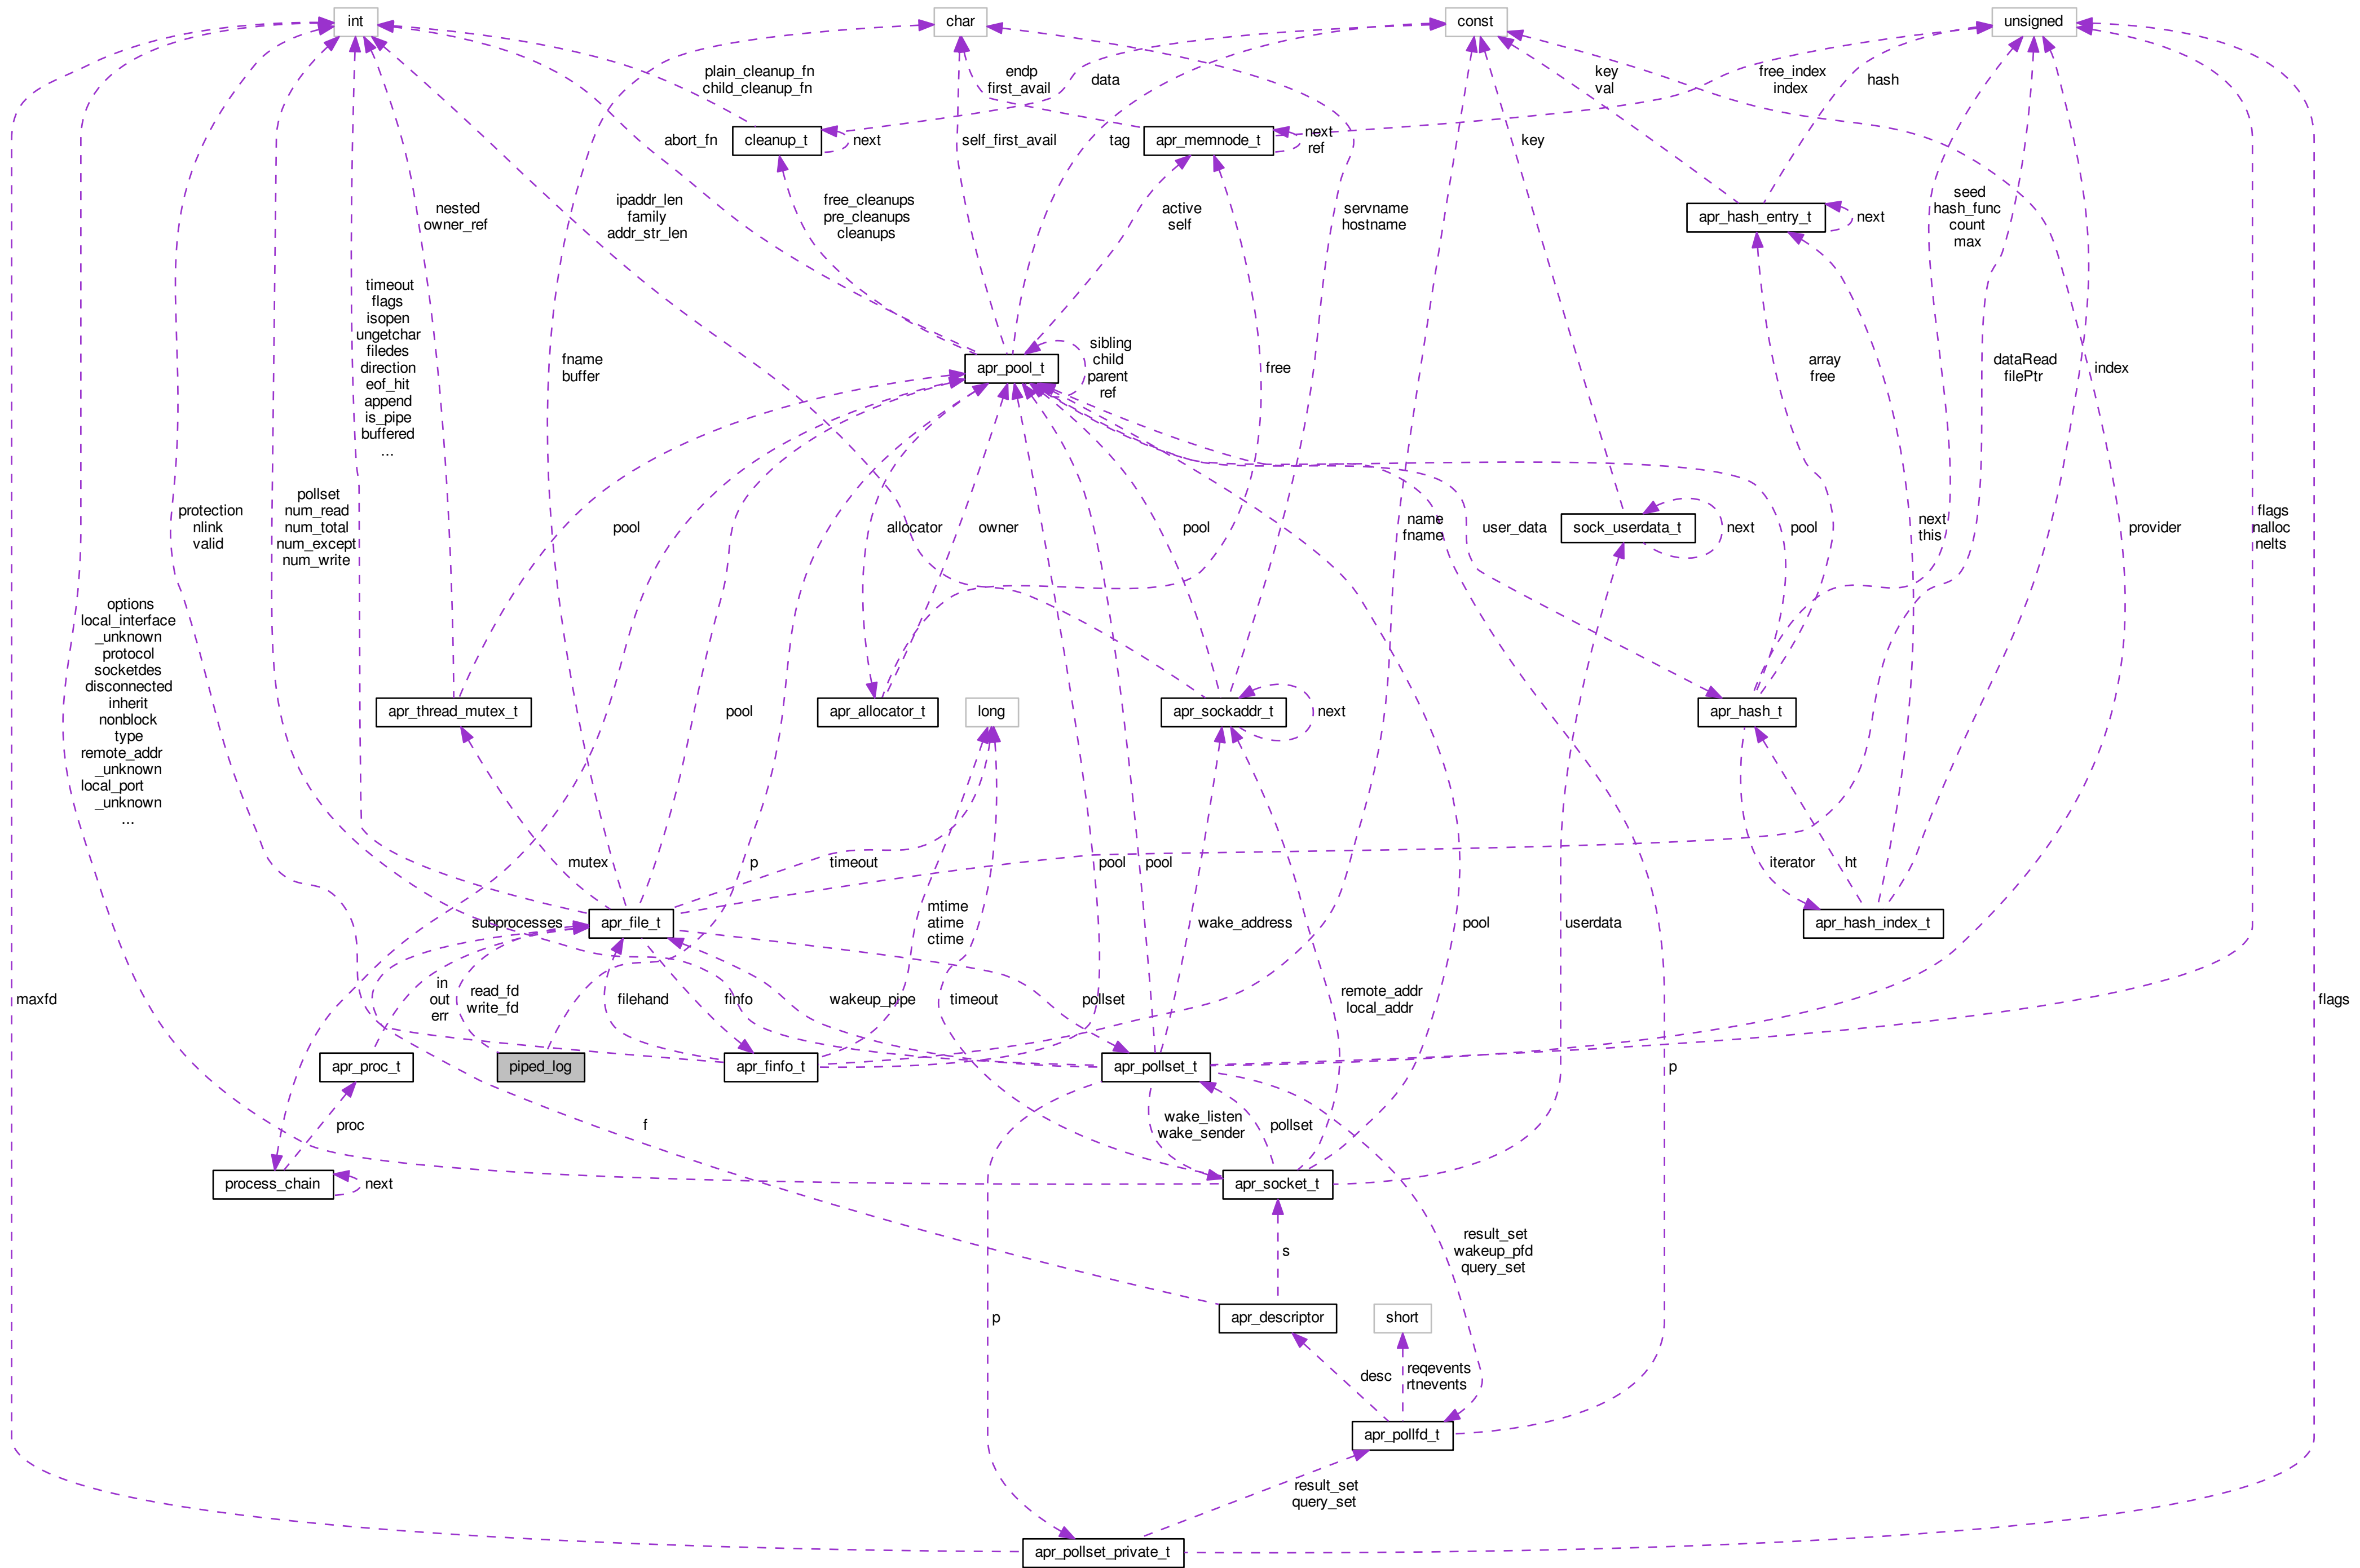 int
char
const
unsigned
plain_cleanup_fn
child_cleanup_fn
endp
first_avail
data
key
val
free_index
index
hash
cleanup_t
next
apr_memnode_t
next
ref
abort_fn
self_first_avail
tag
key
apr_hash_entry_t
next
nested
owner_ref
ipaddr_len
family
addr_str_len
free_cleanups
pre_cleanups
cleanups
active
self
servname
hostname
seed
hash_func
count
max
timeout
flags
isopen
ungetchar
filedes
direction
eof_hit
append
is_pipe
buffered
...
fname
buffer
apr_pool_t
sibling
child
parent
ref
free
array
free
dataRead
filePtr
index
protection
nlink
valid
pollset
num_read
num_total
num_except
num_write
pool
allocator
owner
pool
name
fname
user_data
sock_userdata_t
next
pool
next
this
provider
flags
nalloc
nelts
options
local_interface
_unknown
protocol
socketdes
disconnected
inherit
nonblock
type
remote_addr
_unknown
local_port
_unknown
...
apr_thread_mutex_t
pool
apr_allocator_t
long
apr_sockaddr_t
next
apr_hash_t
mutex
p
timeout
pool
pool
iterator
ht
subprocesses
apr_file_t
mtime
atime
ctime
wake_address
pool
userdata
apr_hash_index_t
maxfd
in
out
err
read_fd
write_fd
filehand
finfo
wakeup_pipe
timeout
pollset
remote_addr
local_addr
flags
apr_proc_t
piped_log
apr_finfo_t
apr_pollset_t
p
proc
f
wake_listen
wake_sender
pollset
process_chain
next
apr_socket_t
s
result_set
wakeup_pfd
query_set
p
apr_descriptor
short
desc
reqevents
rtnevents
apr_pollfd_t
result_set
query_set
apr_pollset_private_t